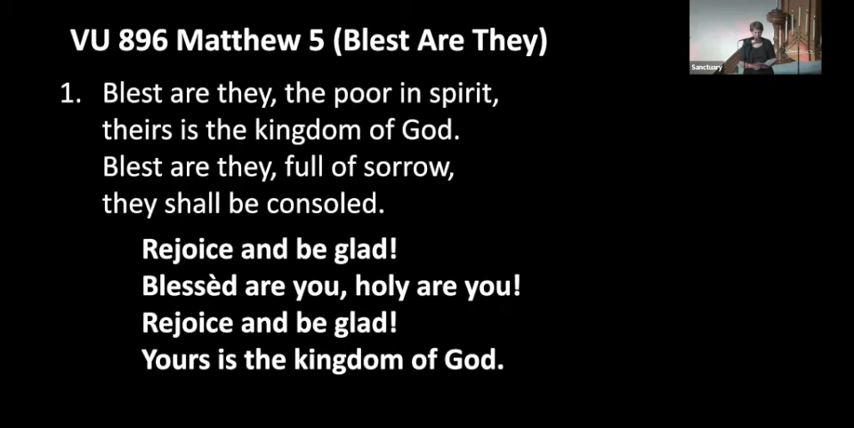 VU 896 Matthew 5 (Blest Are They)
1. Blest are they, the poor in spirit,
theirs is the kingdom of God.
Blest are they, full of sorrow,
they shall be consoled.
Rejoice and be glad!
Blessèd are you, holy are you!
Rejoice and be glad!
Yours is the kingdom of God.
Sanctuary